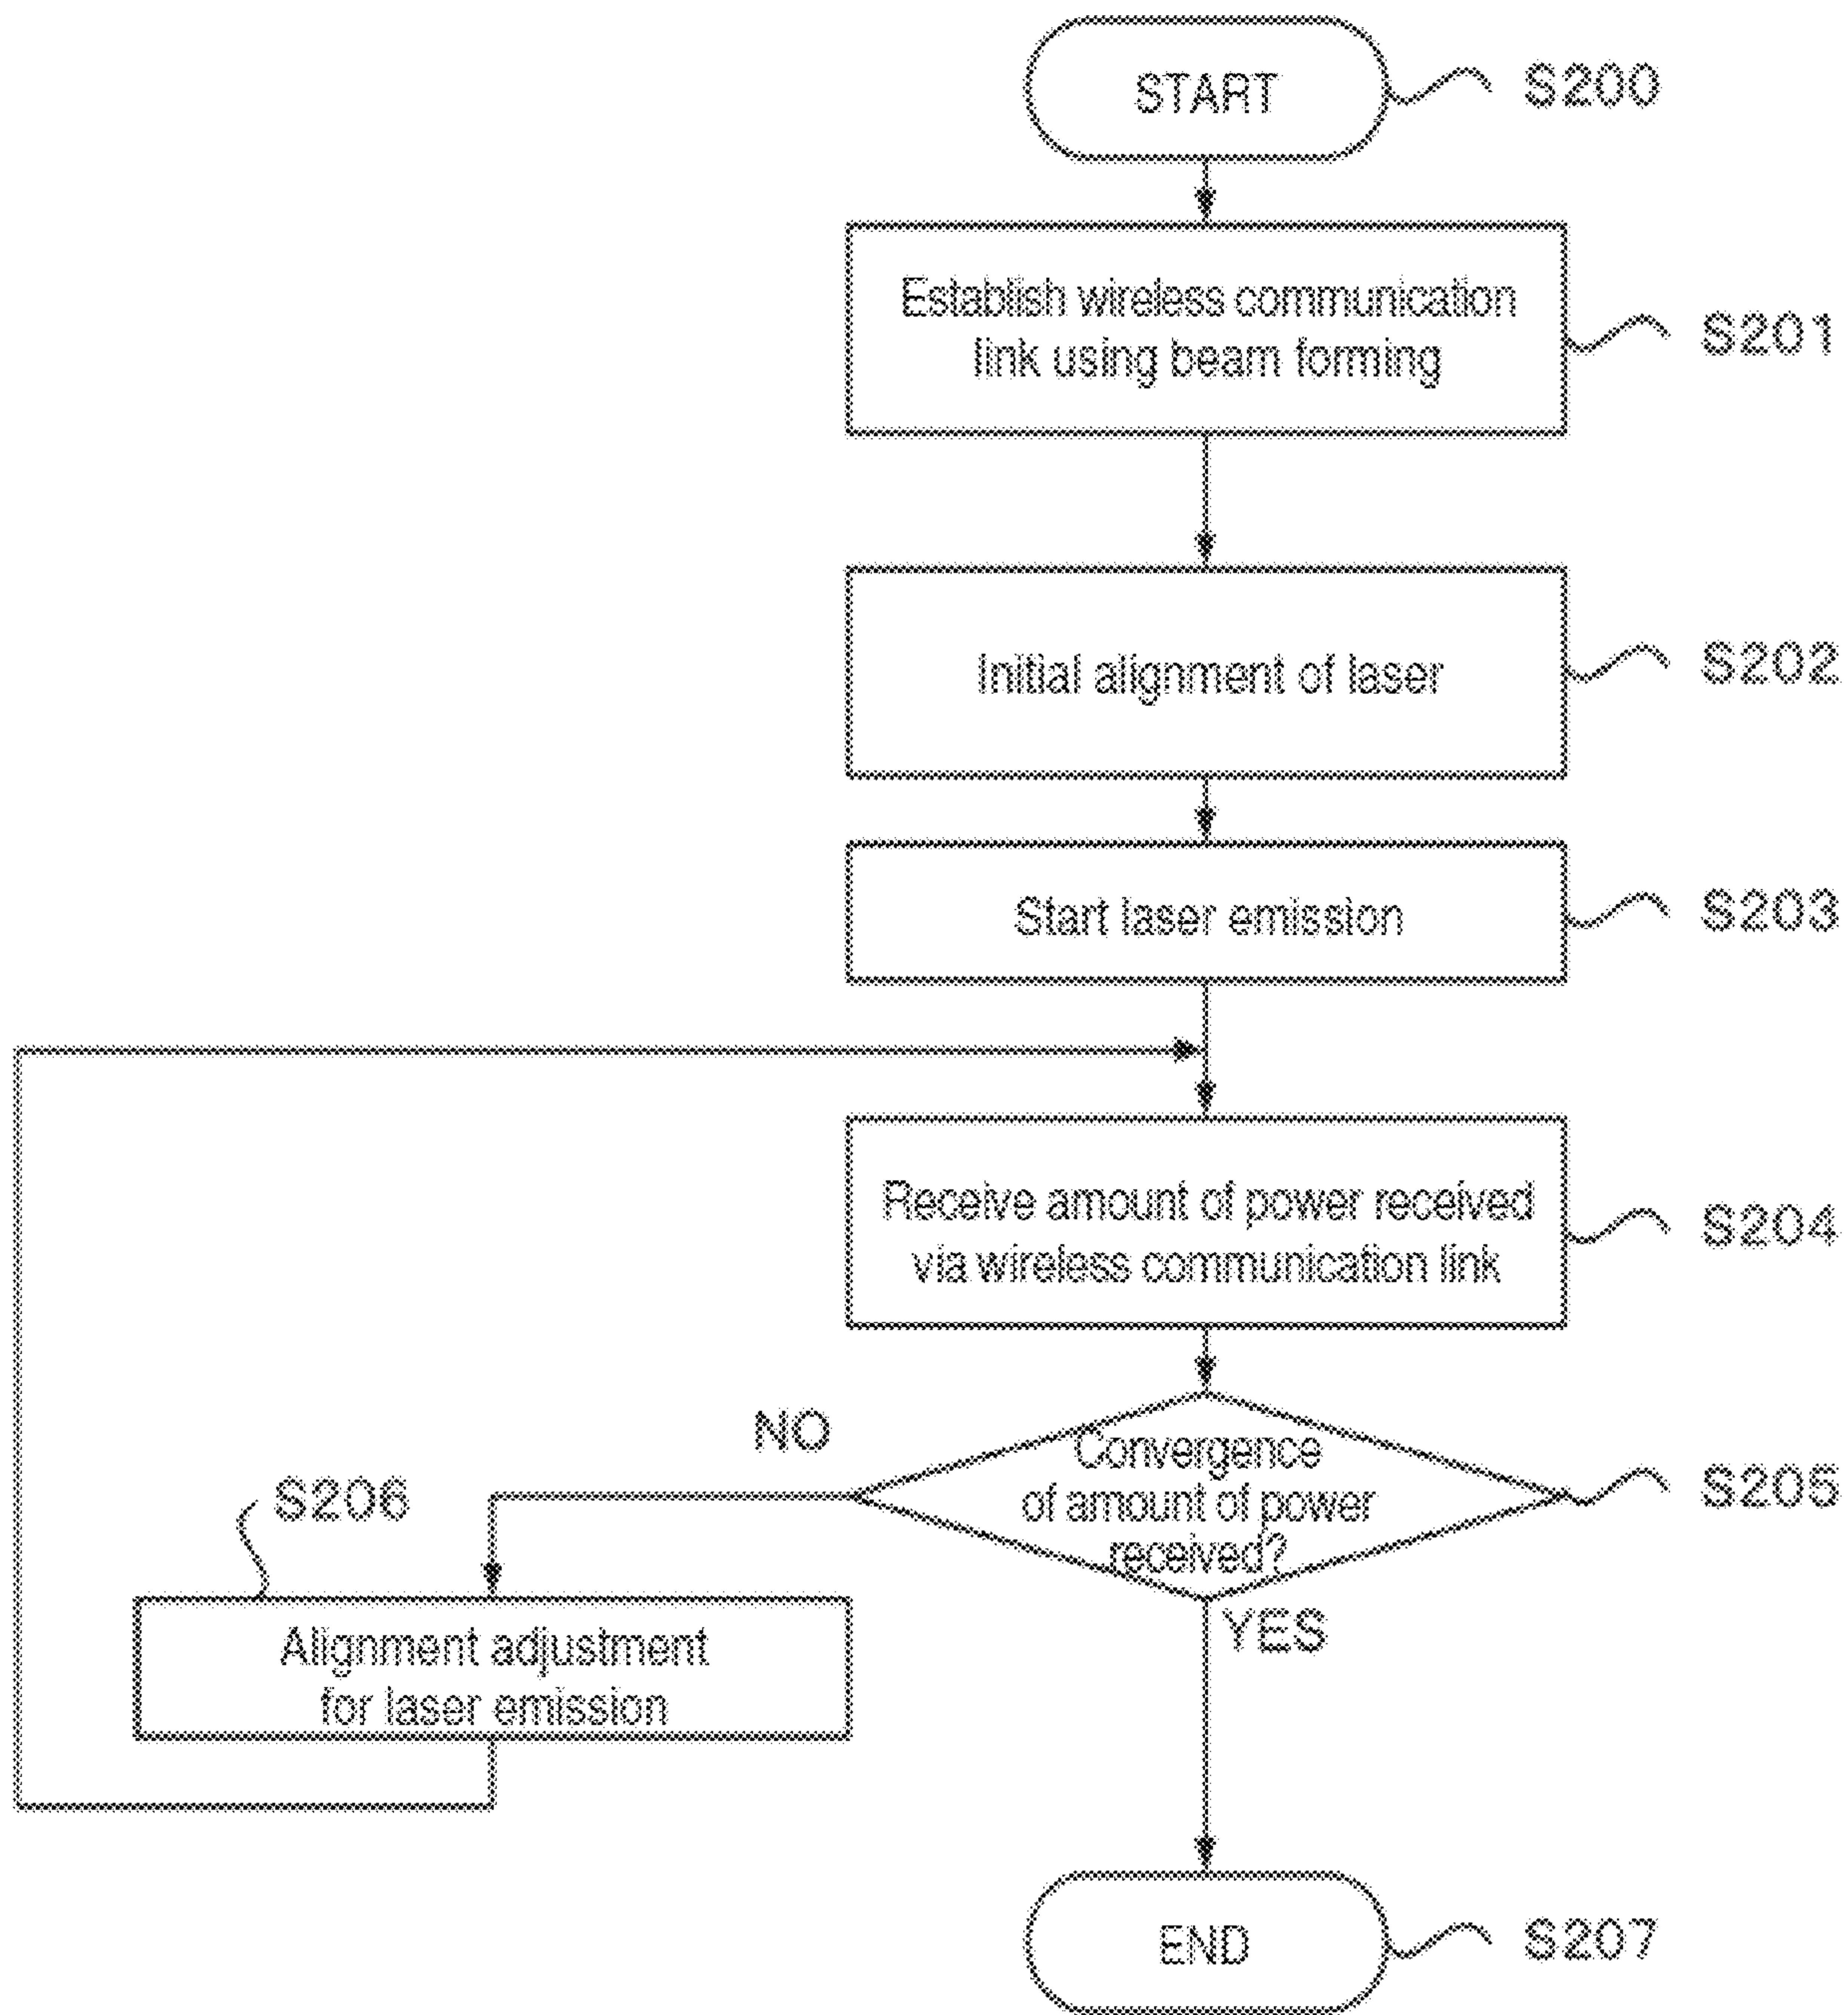 START
S200
Establish wireless communication
link using beam forming
S201
Initial alignment of laser
S202
Start laser emission
S203
Receive amount of power received
via wireless communication link
S204
NO
Convergence
of amount of power
received?
S205
S206
YES
Alignment adjustment
for laser emission
END
S207